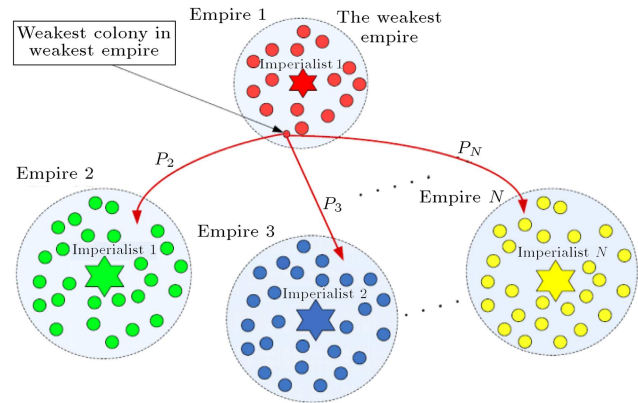 Empire 1
The weakest
empire
Weakest colony in
weakest empire
Imperialist 1
P2
P3
PN
Empire 2
Empire 3
Empire N
Imperialist 1
Imperialist 2
Imperialist N